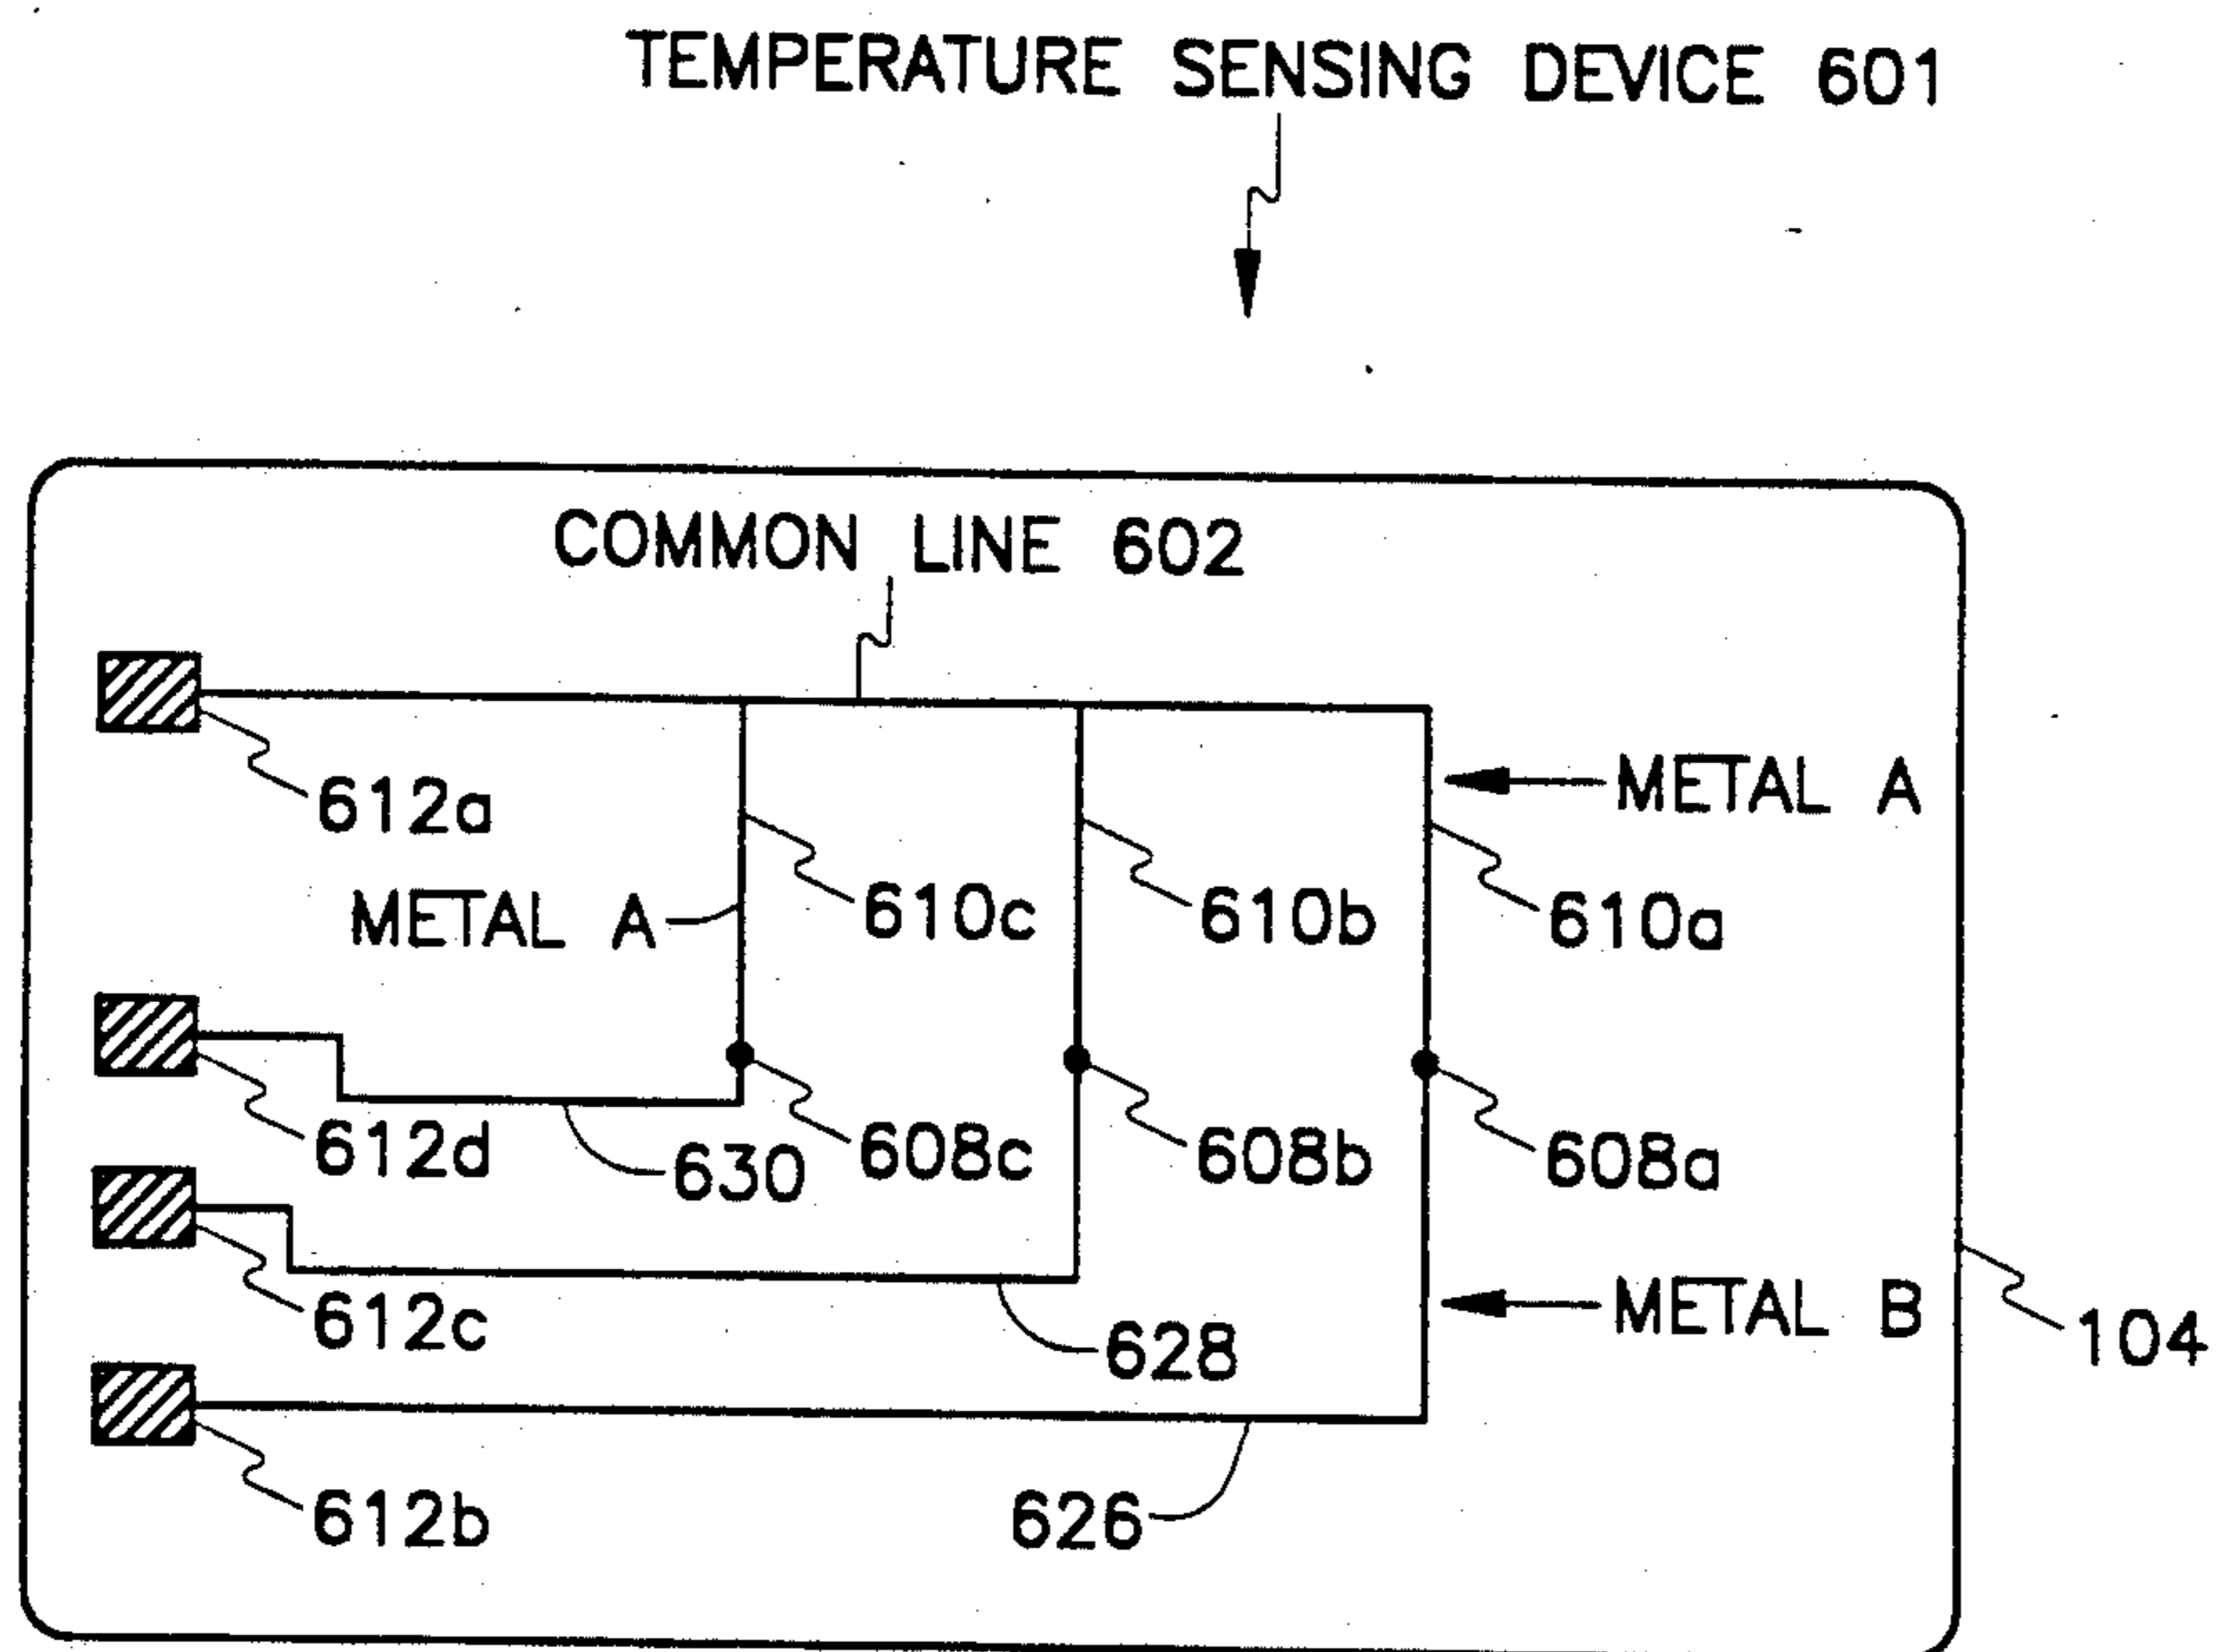 TEMPERATURE SENSING DEVICE 601
COMMON LINE 602
612a
METAL A
METAL A
610c
610b
610a
612d
630
608c
608b
608a
612c
628
METAL B
104
612b
626